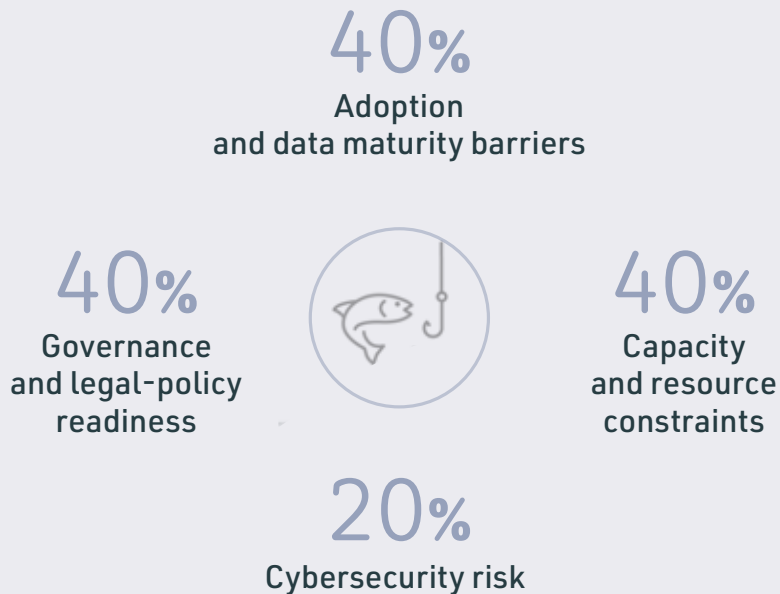 40%
Adoption
and data maturity barriers
40%
Governance
and legal-policy
readiness
40%
Capacity
and resource
constraints
20%
Cybersecurity risk